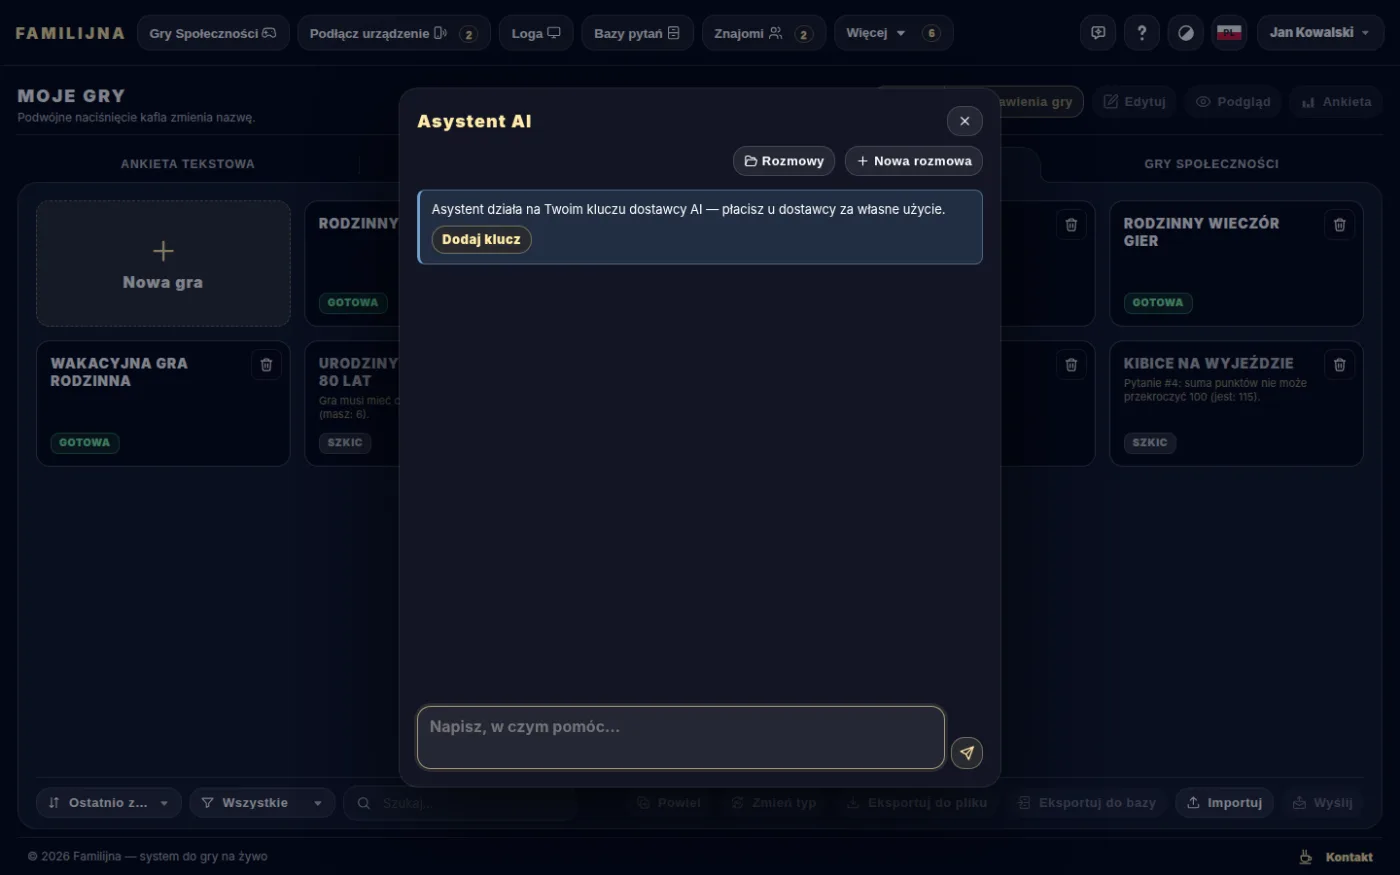 FAMILIJNA
Gry Społeczności
Podłącz urządzenie 2
Loga
Bazy pytań
Znajomi 2
Więcej 6
?
PL
Jan Kowalski
MOJE GRY
Podwójne naciśnięcie kafla zmienia nazwę.
Edytuj
Podgląd
Ankieta
Asystent AI
Rozmowy
Nowa rozmowa
ANKIETA TEKSTOWA
GRY SPOŁECZNOŚCI
Asystent działa na Twoim kluczu dostawcy AI — płacisz u dostawcy za własne użycie.
Dodaj klucz
Nowa gra
RODZINNY
GOTOWA
RODZINNY WIECZÓR
GIER
GOTOWA
WAKACYJNA GRA
RODZINNA
GOTOWA
URODZINY
80 LAT
Gra musi mieć
(masz: 6).
SZKIC
KIBICE NA WYJEŹDZIE
Pytanie #4: suma punktów nie może
przekroczyć 100 (jest: 115).
SZKIC
Napisz, w czym pomóc...
Ostatnio z...
Wszystkie
Szukaj...
Powiel
Zmień typ
Eksportuj do pliku
Eksportuj do bazy
Importuj
Wyślij
© 2026 Familijna — system do gry na żywo
Kontakt